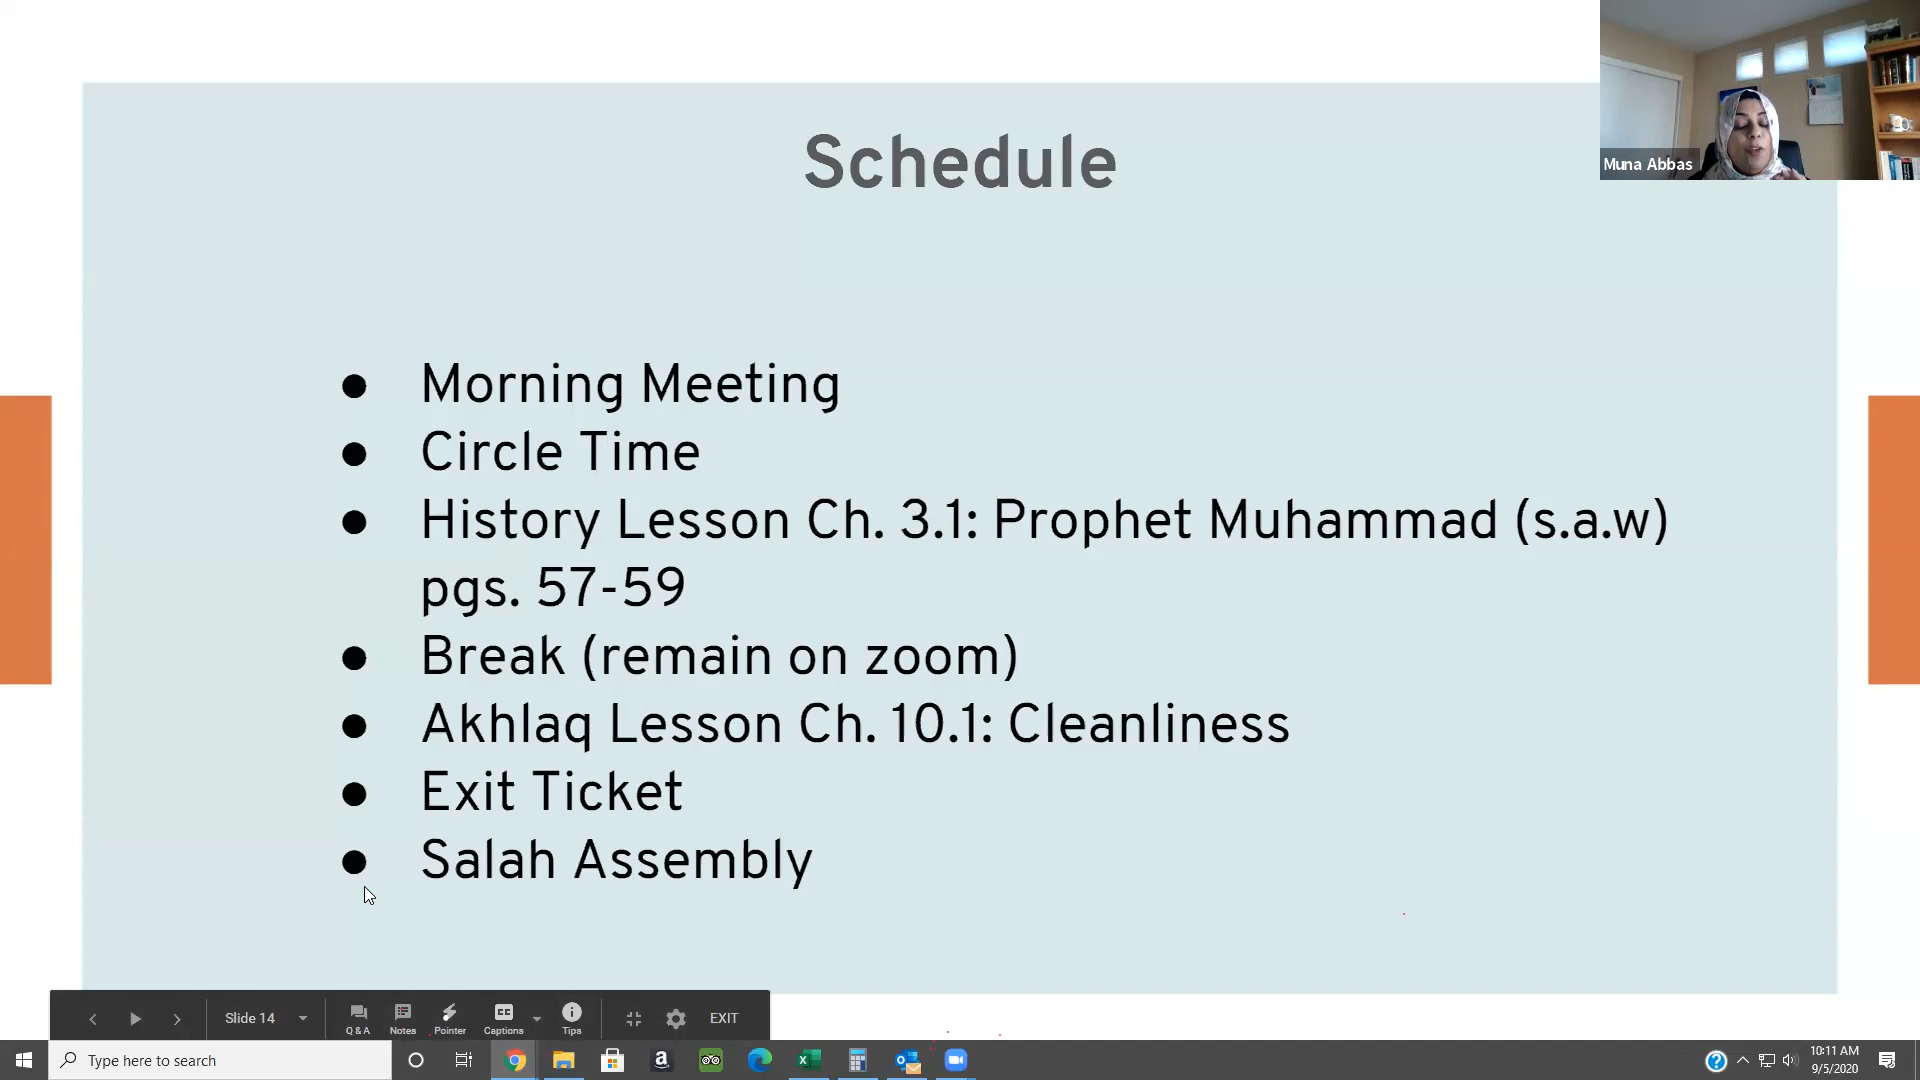 Schedule
Muna Abbas
● Morning Meeting
● Circle Time
● History Lesson Ch. 3.1: Prophet Muhammad (s.a.w)
pgs. 57-59
● Break (remain on zoom)
● Akhlaq Lesson Ch. 10.1: Cleanliness
● Exit Ticket
● Salah Assembly
Slide 14
Q & A
Notes
Pointer
CC
Captions
Tips
EXIT
Type here to search
10:11 AM
9/5/2020